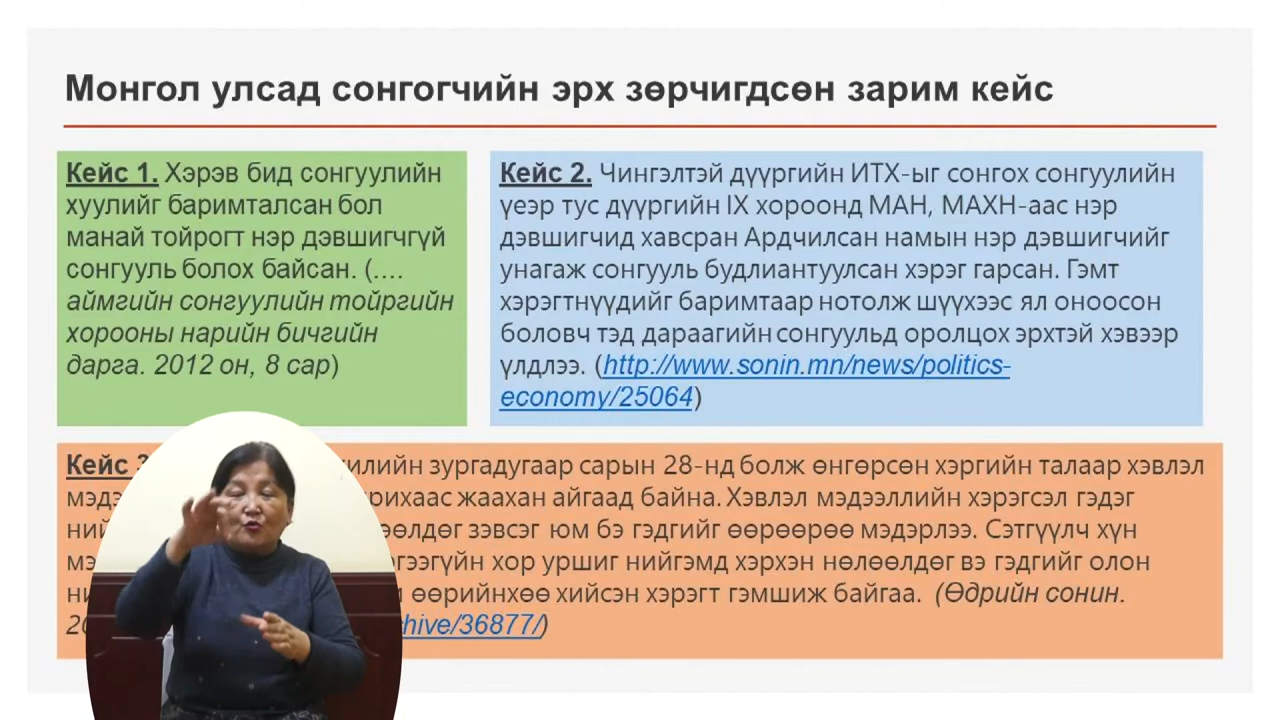 Монгол улсад сонгогчийн эрх зөрчигдсөн зарим кейс
Кейс 1. Хэрэв бид сонгуулийн
хуулийг баримталсан бол
манай тойрогт нэр дэвшигчгүй
сонгууль болох байсан. (....
аймгийн сонгуулийн тойргийн
хорооны нарийн бичгийн
дарга. 2012 он, 8 сар)
Кейс 2. Чингэлтэй дүүргийн ИТХ-ыг сонгох сонгуулийн
үеэр тус дүүргийн IX хороонд МАН, МАХН-аас нэр
дэвшигчид хавсран Ардчилсан намын нэр дэвшигчийг
унагаж сонгууль будлиантуулсан хэрэг гарсан. Гэмт
хэрэгтнүүдийг баримтаар нотолж шүүхээс ял оноосон
боловч тэд дараагийн сонгуульд оролцох эрхтэй хэвээр
үлдлээ. (http://www.sonin.mn/news/politics-
economy/25064)
Кейс зургадугаар сарын 28-нд болж өнгөрсөн хэргийн талаар хэвлэл
жаахан айгаад байна. Хэвлэл мэдээллийн хэрэгсэл гэдэг
зэвсэг юм бэ гэдгийг өөрөөрөө мэдэрлээ. Сэтгүүлч хүн
хор уршиг нийгэмд хэрхэн нөлөөлдөг вэ гэдгийг олон
өөрийнхөө хийсэн хэрэгт гэмшиж байгаа. (Өдрийн сонин.
hive/36877/)